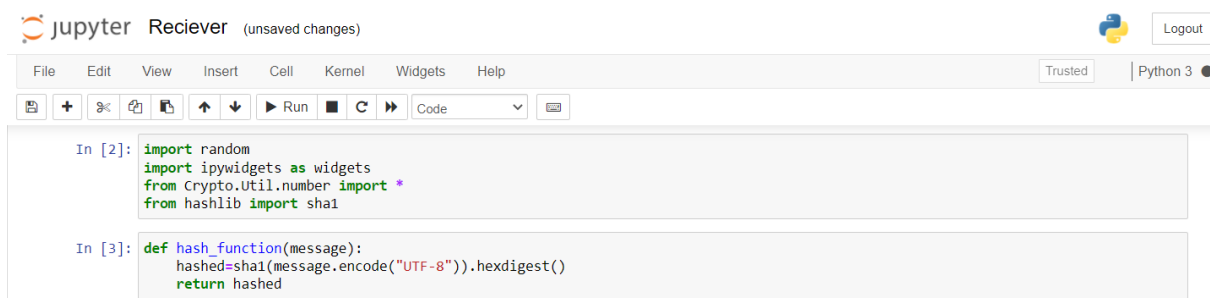 jupyter Reciever (unsaved changes) Logout
File Edit View Insert Cell Kernel Widgets Help Trusted Python 3
Run Code
In [2]: import random
import ipywidgets as widgets
from Crypto.Util.number import *
from hashlib import sha1
In [3]: def hash_function(message):
    hashed=sha1(message.encode("UTF-8")).hexdigest()
    return hashed